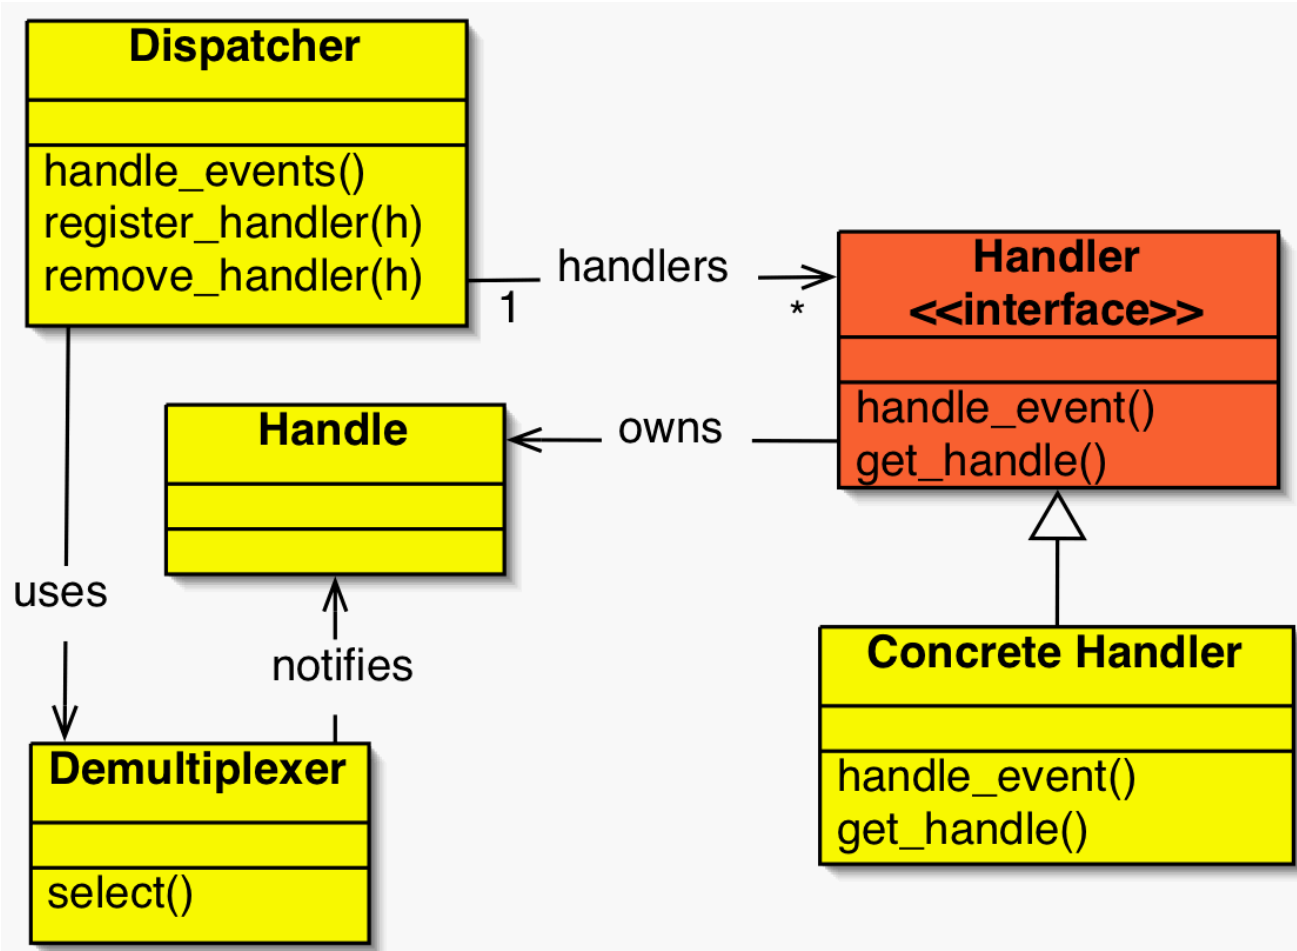 Dispatcher
handle_events()
register_handler(h)
remove_handler(h)
handlers
1
*
Handler
<<interface>>
handle_event()
get_handle()
Handle
owns
uses
notifies
Concrete Handler
handle_event()
get_handle()
Demultiplexer
select()